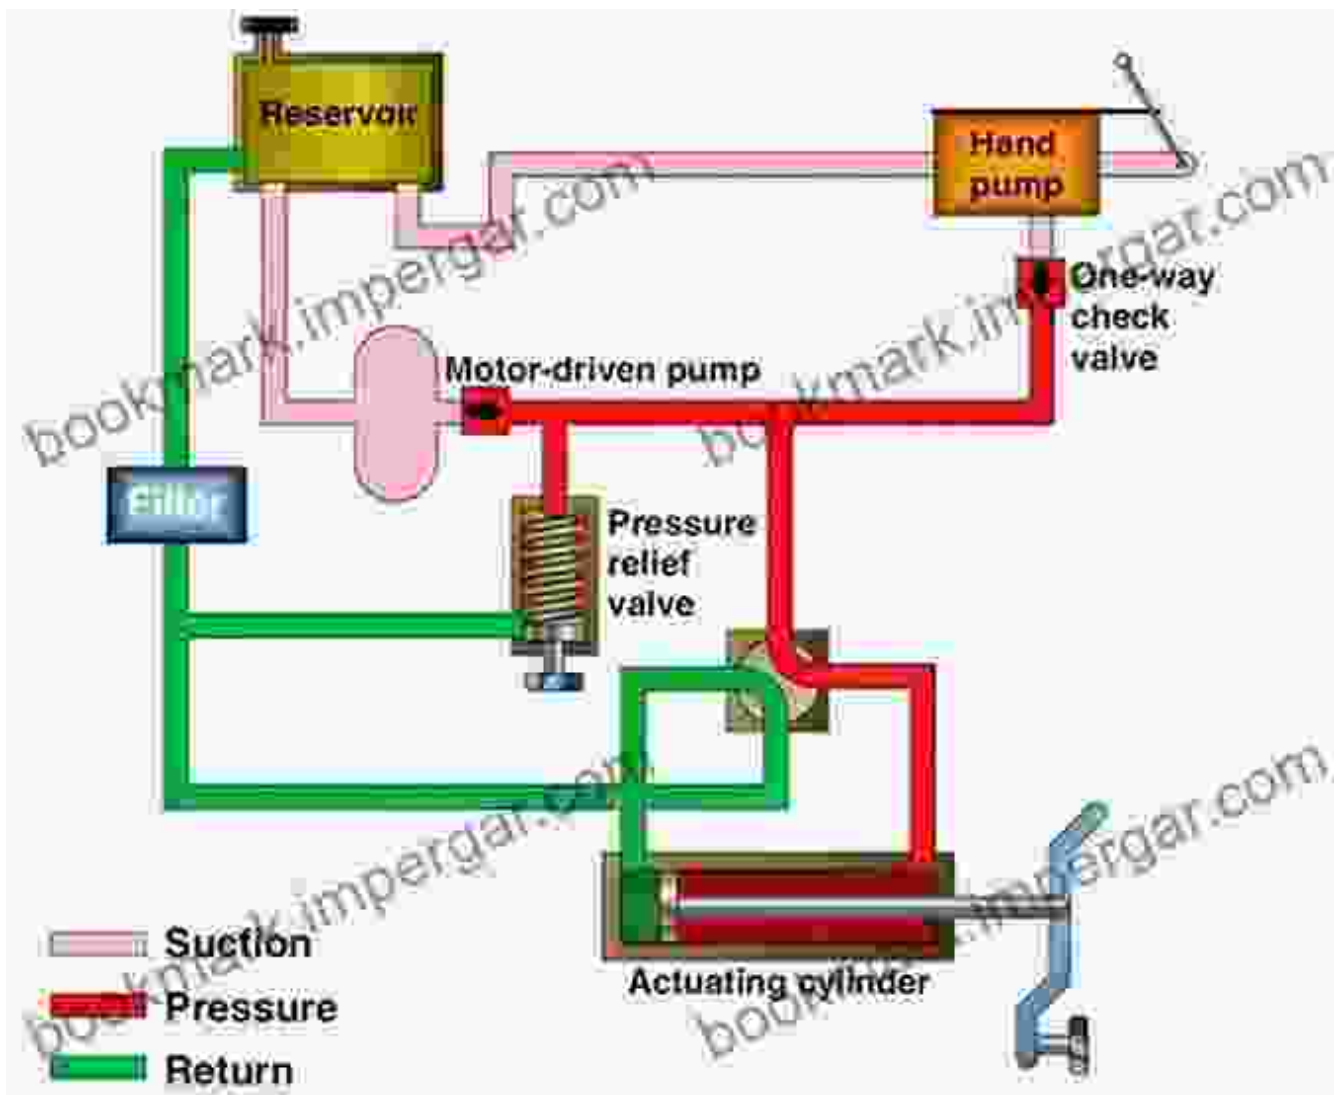 Reservoir
Hand
pump
One-way
check
valve
Motor-driven pump
Filler
Pressure
relief
valve
Actuating cylinder
Suction
Pressure
Return
bookmark.impergar.com
bookmark.impergar.com
bookmark.impergar.com
bookmark.impergar.com